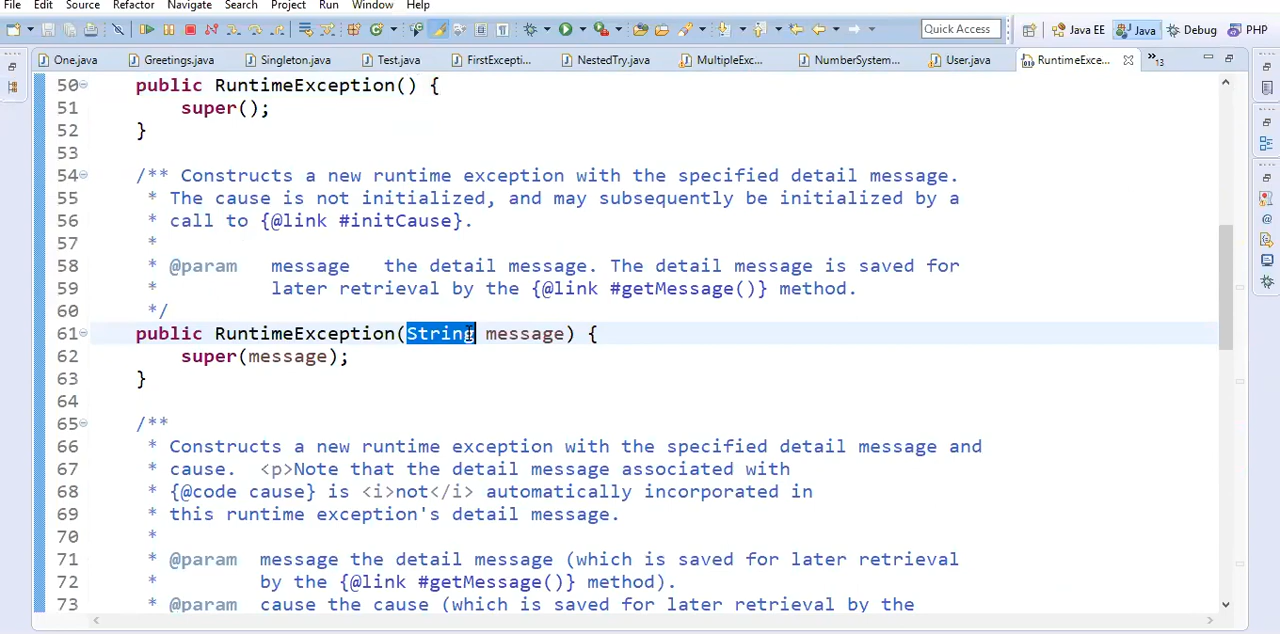 File Edit Source Refactor Navigate Search Project Run Window Help
Quick Access Java EE Java Debug PHP
One.java Greetings.java Singleton.java Test.java FirstExcepti... NestedTry.java MultipleExc... NumberSystem... User.java RuntimeExce... »13
50 public RuntimeException() {
51 super();
52 }
53
54 /** Constructs a new runtime exception with the specified detail message.
55 * The cause is not initialized, and may subsequently be initialized by a
56 * call to {@link #initCause}.
57 *
58 * @param message the detail message. The detail message is saved for
59 * later retrieval by the {@link #getMessage()} method.
60 */
61 public RuntimeException(String message) {
62 super(message);
63 }
64
65 /**
66 * Constructs a new runtime exception with the specified detail message and
67 * cause. <p>Note that the detail message associated with
68 * {@code cause} is <i>not</i> automatically incorporated in
69 * this runtime exception's detail message.
70 *
71 * @param message the detail message (which is saved for later retrieval
72 * by the {@link #getMessage()} method).
73 * @param cause the cause (which is saved for later retrieval by the